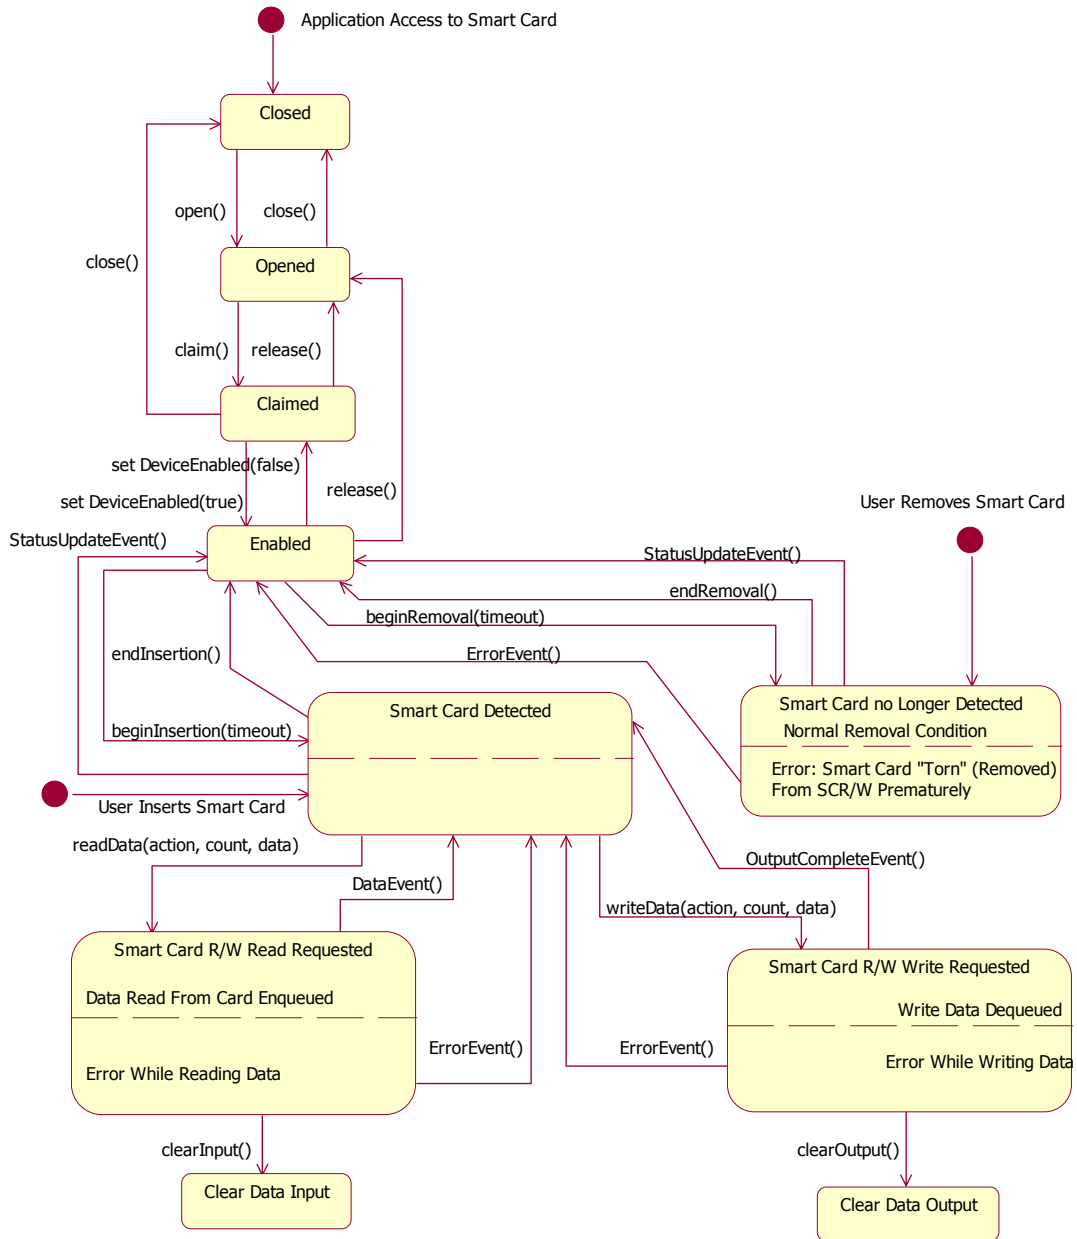 Application Access to Smart Card
Closed
open()
close()
close()
Opened
claim()
release()
Claimed
set DeviceEnabled(false)
release()
set DeviceEnabled(true)
User Removes Smart Card
StatusUpdateEvent()
Enabled
StatusUpdateEvent()
endRemoval()
beginRemoval(timeout)
endInsertion()
ErrorEvent()
Smart Card Detected
Smart Card no Longer Detected
Normal Removal Condition
beginInsertion(timeout)
Error: Smart Card "Torn" (Removed)
From SCR/W Prematurely
User Inserts Smart Card
readData(action, count, data)
OutputCompleteEvent()
DataEvent()
writeData(action, count, data)
Smart Card R/W Read Requested
Smart Card R/W Write Requested
Data Read From Card Enqueued
Write Data Dequeued
ErrorEvent()
ErrorEvent()
Error While Reading Data
Error While Writing Data
clearInput()
clearOutput()
Clear Data Input
Clear Data Output